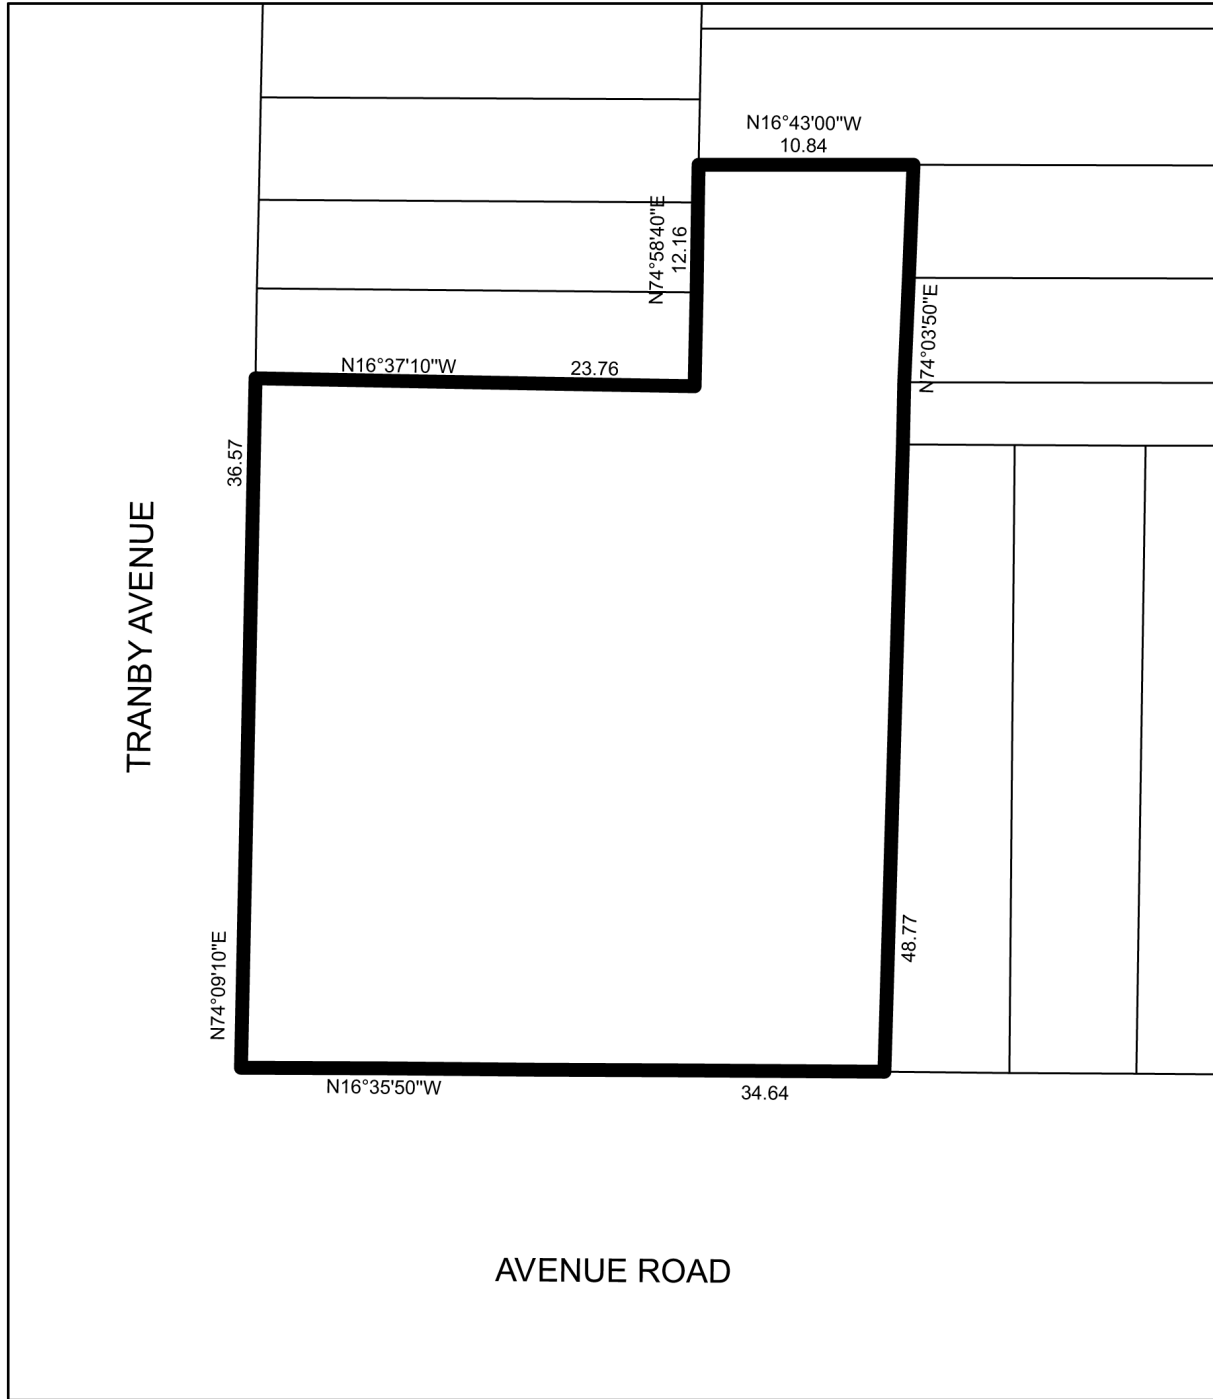 N16°43'00"W
10.84
N74°58'40"E
12.16
N74°03'50"E
N16°37'10"W
23.76
36.57
TRANBY AVENUE
N74°09'10"E
48.77
N16°35'50"W
34.64
AVENUE ROAD